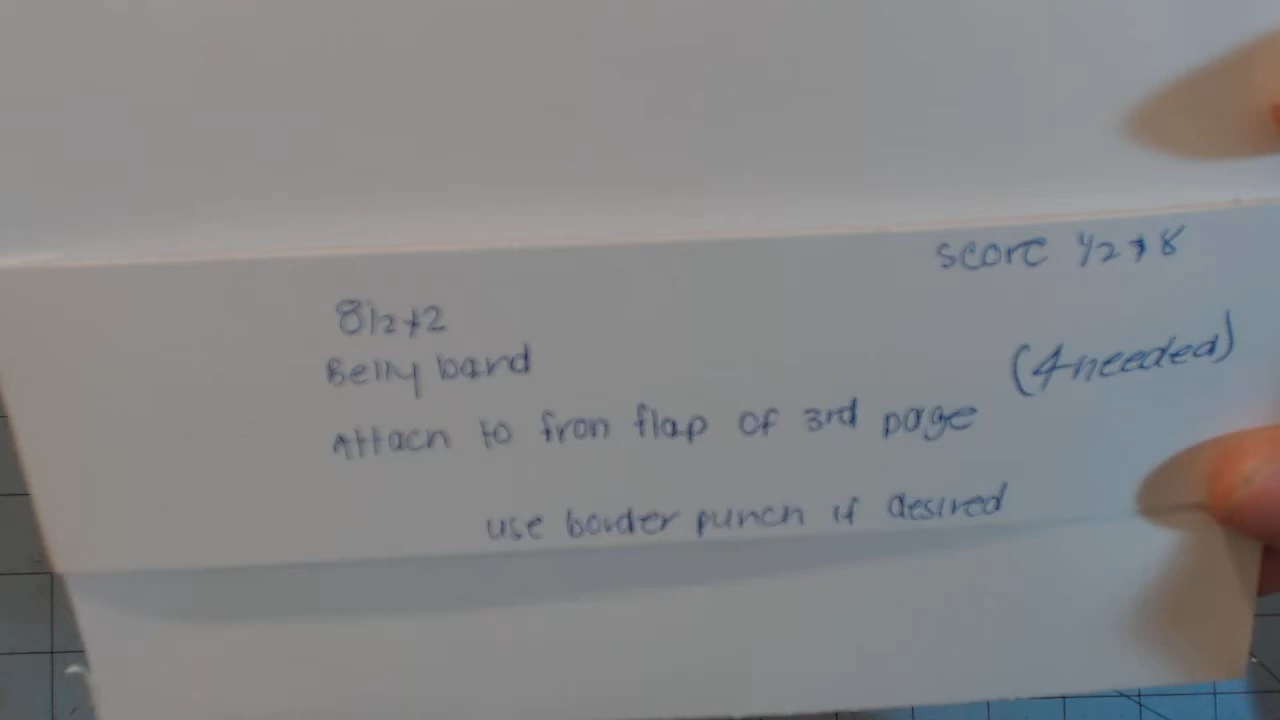 score 1/2 + 8
8 1/2 + 2
Belly bard
(4 needed)
Attach to fron flap of 3rd page
use border punch if desired